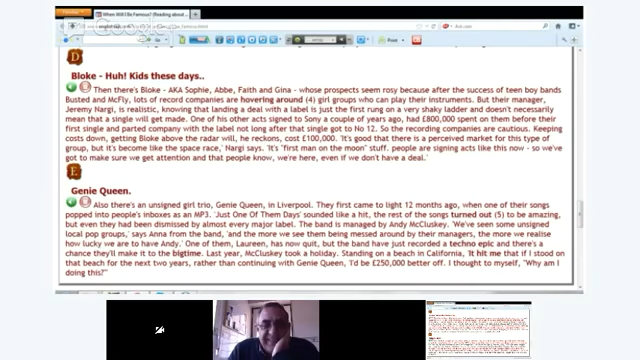 When Will I Be Famous? (Reading about
D
Bloke - Huh! Kids these days..
Then there's Bloke - AKA Sophie, Abbe, Faith and Gina - whose prospects seem rosy because after the success of teen boy bands
Busted and McFly, lots of record companies are hovering around (4) girl groups who can play their instruments. But their manager,
Jeremy Nargi, is realistic, knowing that landing a deal with a label is just the first rung on a very shaky ladder and doesn't necessarily
mean that a single will get made. One of his other acts signed to Sony a couple of years ago, had £800,000 spent on them before their
first single and parted company with the label not long after that single got to No 12. So the recording companies are cautious. Keeping
costs down, getting Bloke above the radar will, he reckons, cost £100,000. 'It's good that there is a perceived market for this type of
group, but it's become like the space race,' Nargi says. 'It's "first man on the moon" stuff. people are signing acts like this now - so we've
got to make sure we get attention and that people know, we're here, even if we don't have a deal.'
E
Genie Queen.
Also there's an unsigned girl trio, Genie Queen, in Liverpool. They first came to light 12 months ago, when one of their songs
popped into people's inboxes as an MP3. 'Just One Of Them Days' sounded like a hit, the rest of the songs turned out (5) to be amazing,
but even they had been dismissed by almost every major label. The band is managed by Andy McCluskey. 'We've seen some unsigned
local pop groups,' says Anna from the band, 'and the more we see them being messed around by their managers, the more we realise
how lucky we are to have Andy.' One of them, Laureen, has now quit, but the band have just recorded a techno epic and there's a
chance they'll make it to the bigtime. Last year, McCluskey took a holiday. Standing on a beach in California, 'It hit me that if I stood on
that beach for the next two years, rather than continuing with Genie Queen, 'I'd be £250,000 better off. I thought to myself, "Why am I
doing this?"